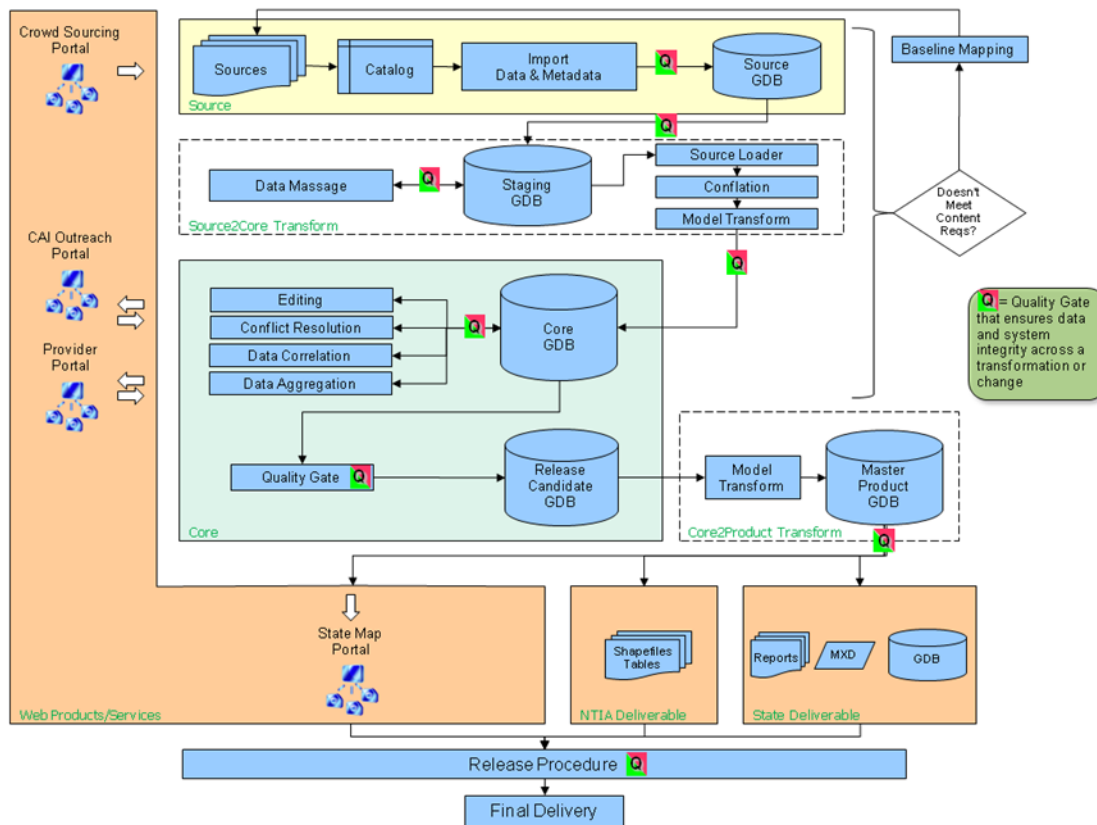 Crowd Sourcing
Portal
Sources
Catalog
Import
Data & Metadata
Q
Source
GDB
Source
Baseline Mapping
Q
Data Massage
Q
Staging
GDB
Source Loader
Conflation
Model Transform
Source2Core Transform
Doesn't
Meet
Content
Reqs?
Q
CAI Outreach
Portal
Provider
Portal
Editing
Conflict Resolution
Data Correlation
Data Aggregation
Q
Core
GDB
Q = Quality Gate
that ensures data
and system
integrity across a
transformation or
change
Quality Gate Q
Release
Candidate
GDB
Core
Model
Transform
Master
Product
GDB
Core2Product Transform
Q
State Map
Portal
Web Products/Services
Shapefiles
Tables
NTIA Deliverable
Reports
MXD
GDB
State Deliverable
Release Procedure Q
Final Delivery